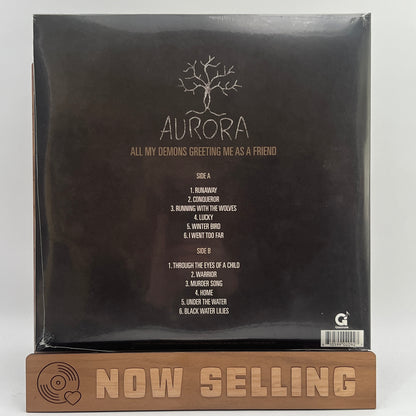 AURORA
ALL MY DEMONS GREETING ME AS A FRIEND
SIDE A
1. RUNAWAY
2. CONQUEROR
3. RUNNING WITH THE WOLVES
4. LUCKY
5. WINTER BIRD
6. I WENT TOO FAR
SIDE B
1. THROUGH THE EYES OF A CHILD
2. WARRIOR
3. MURDER SONG
4. HOME
5. UNDER THE WATER
6. BLACK WATER LILIES
NOW SELLING